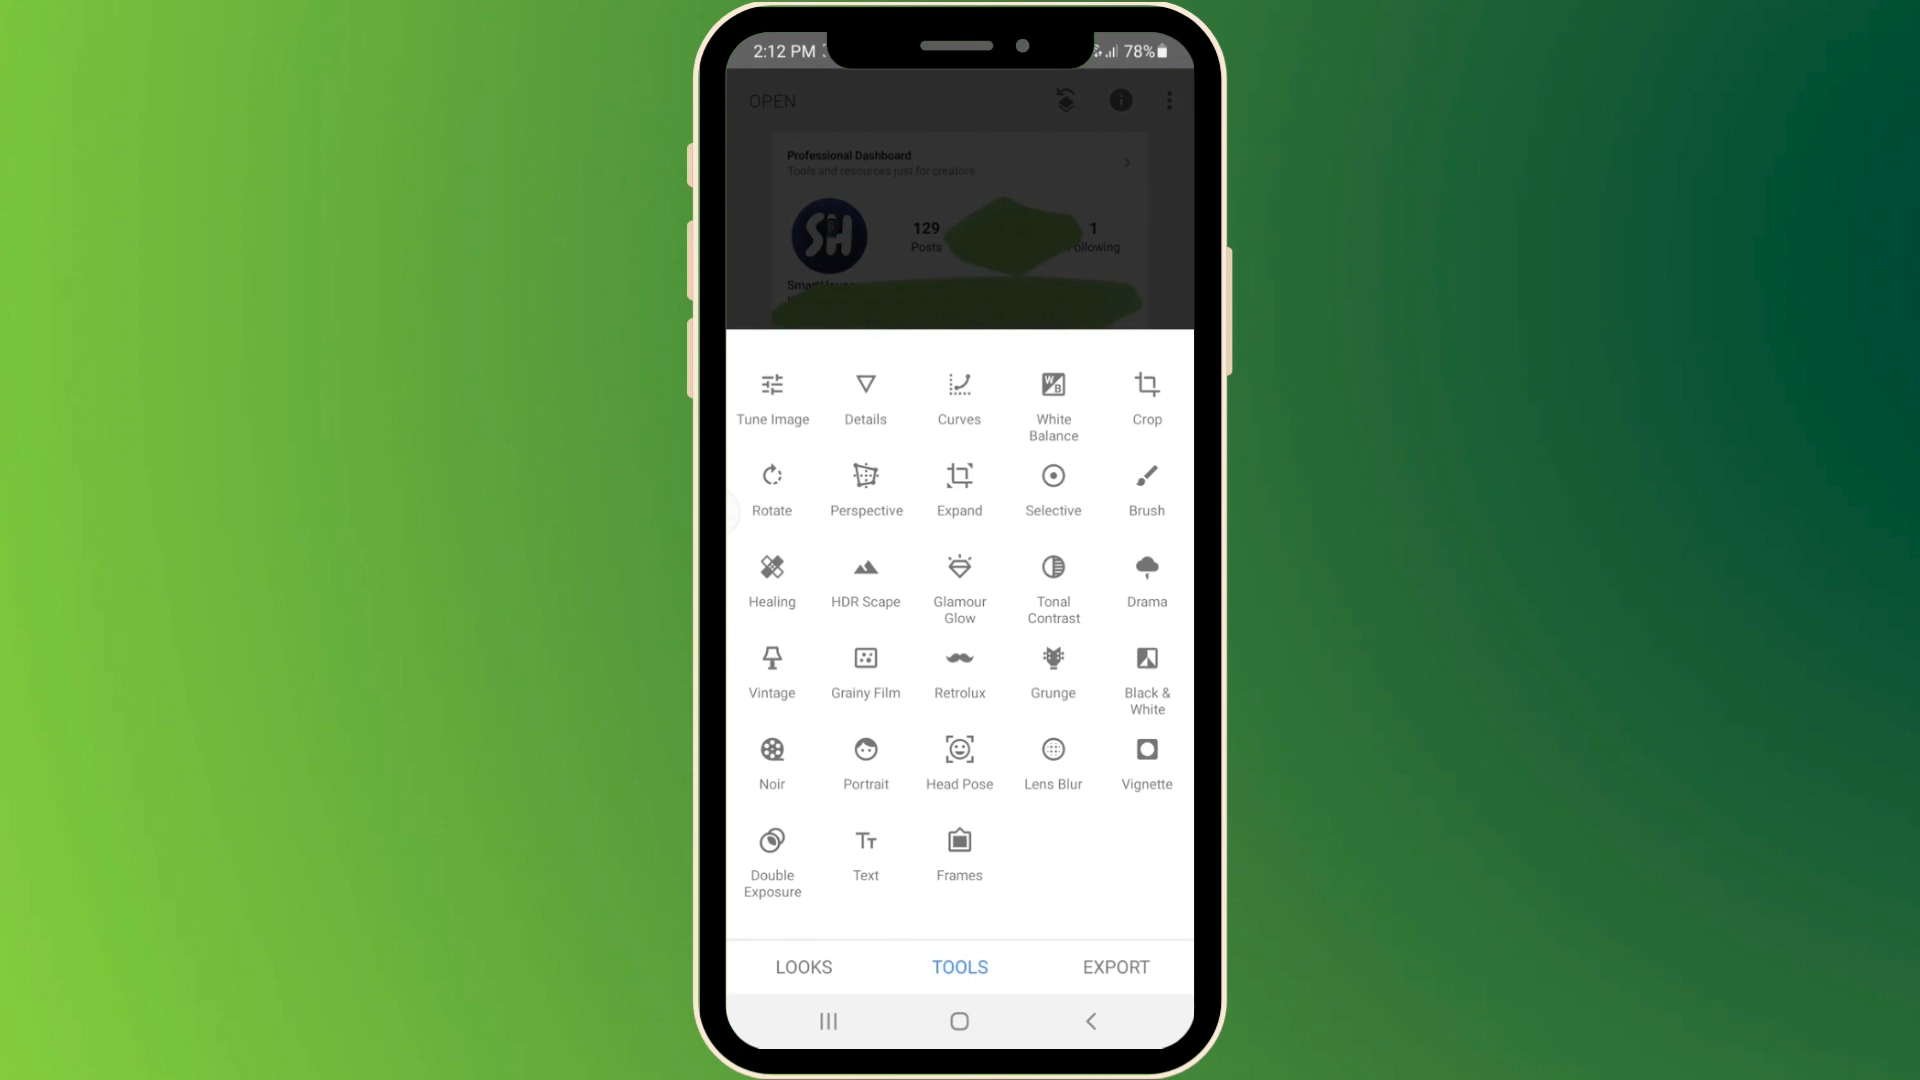 2:12 PM 78%
OPEN
Professional Dashboard
Tools and resources just for creators
SH
129 1
Posts ollowing
Tune Image Details Curves White Balance Crop
Rotate Perspective Expand Selective Brush
Healing HDR Scape Glamour Glow Tonal Contrast Drama
Vintage Grainy Film Retrolux Grunge Black & White
Noir Portrait Head Pose Lens Blur Vignette
Double Exposure Text Frames
LOOKS TOOLS EXPORT